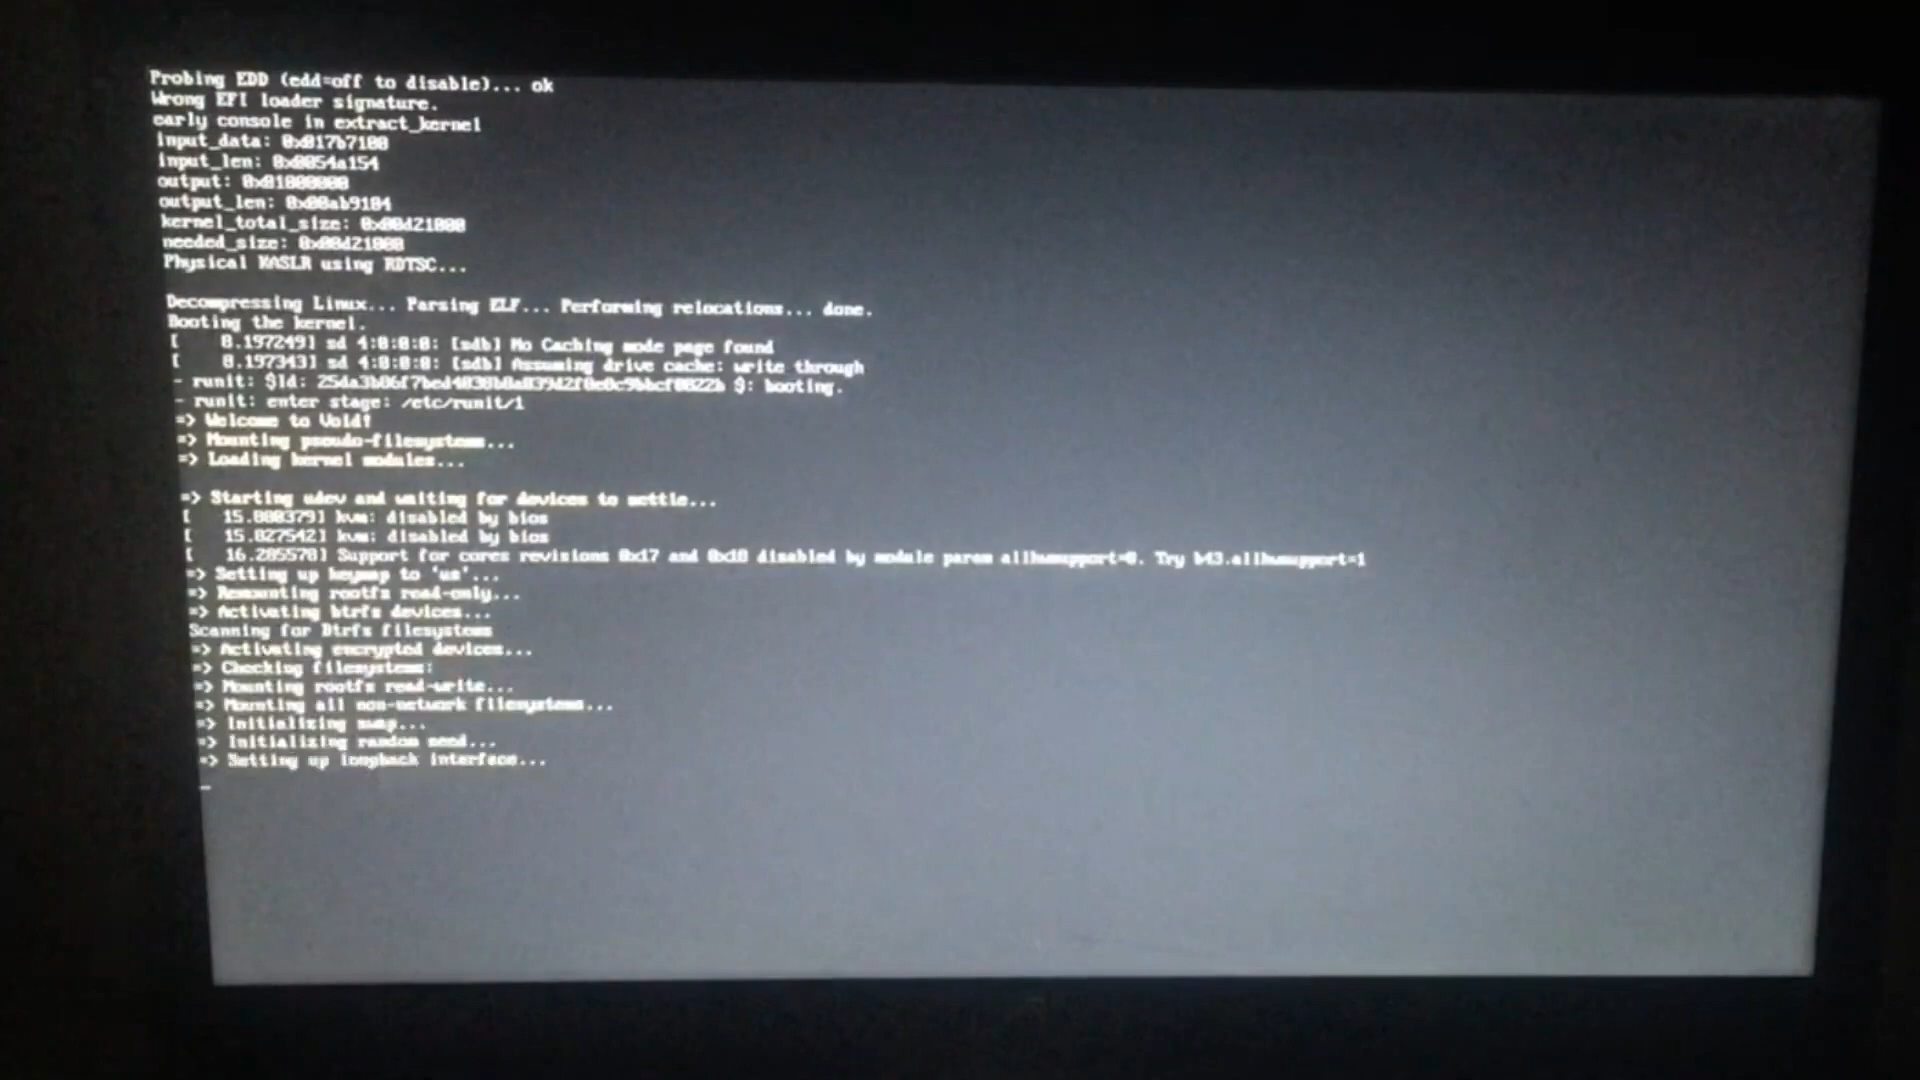 Probing EDD (edd=off to disable)... ok
Wrong EFI loader signature.
early console in extract_kernel
input_data: 0x017b7108
input_len: 0x0054a154
output: 0x01000000
output_len: 0x00ab9184
kernel_total_size: 0x00d21000
needed_size: 0x00d21000
Physical KASLR using RDTSC...
Decompressing Linux... Parsing ELF... Performing relocations... done.
Booting the kernel.
[    8.197249] sd 4:0:0:0: [sdb] No Caching mode page found
[    8.197343] sd 4:0:0:0: [sdb] Assuming drive cache: write through
- runit: $Id: $: booting.
- runit: enter stage: /etc/runit/1
=> Welcome to Void!
=> Mounting pseudo-filesystems...
=> Loading kernel modules...
=> Starting udev and waiting for devices to settle...
[   15.808379] kvm: disabled by bios
[   15.827542] kvm: disabled by bios
[   16.285578] Support for cores revisions 0x17 and 0x18 disabled by module param allhwsupport=0. Try b43.allhwsupport=1
=> Setting up keymap to 'us'...
=> Remounting rootfs read-only...
=> Activating btrfs devices...
Scanning for Btrfs filesystems
=> Activating encrypted devices...
=> Checking filesystems:
=> Mounting rootfs read-write...
=> Mounting all non-network filesystems...
=> Initializing swap...
=> Initializing random seed...
=> Setting up loopback interface...
_